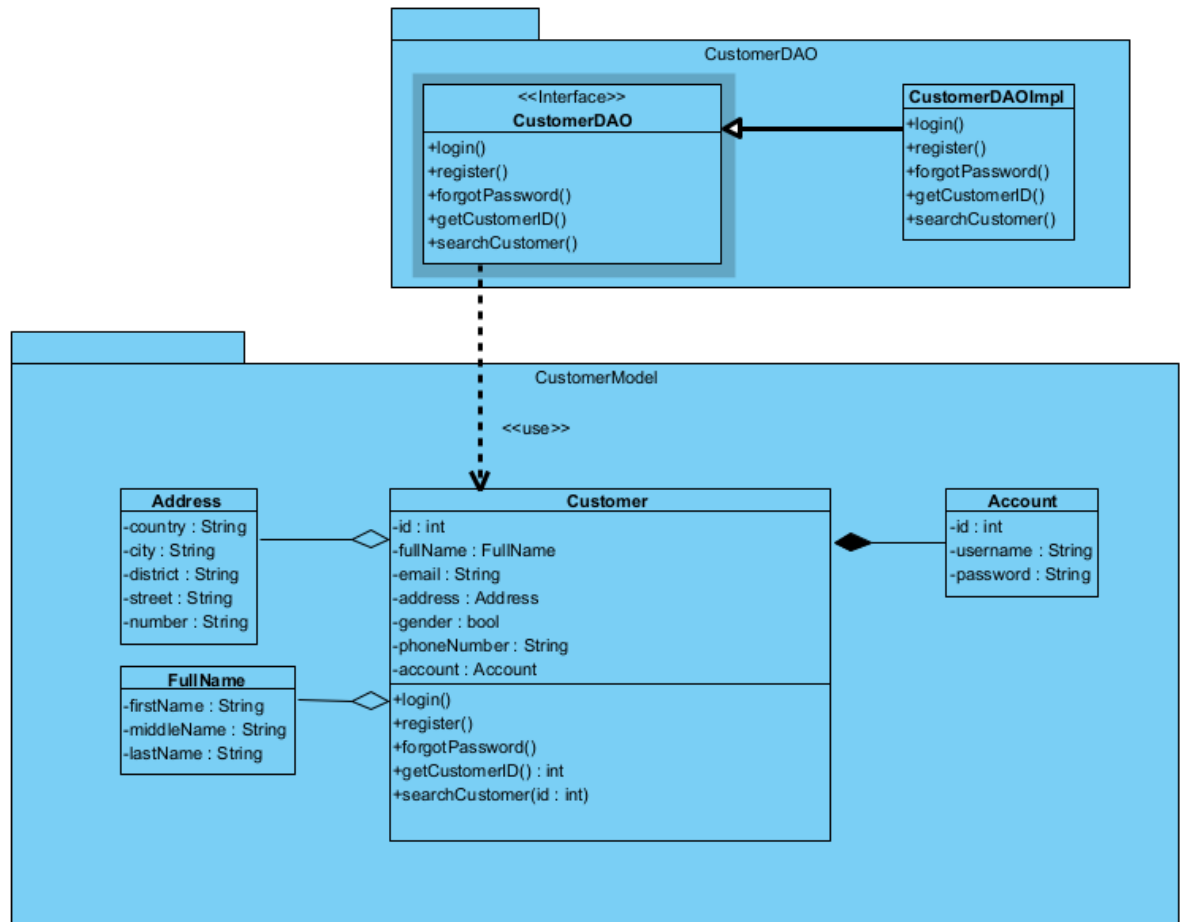 CustomerDAO
<<Interface>>
CustomerDAO
+login()
+register()
+forgotPassword()
+getCustomerID()
+searchCustomer()
CustomerDAOImpl
+login()
+register()
+forgotPassword()
+getCustomerID()
+searchCustomer()
CustomerModel
<<use>>
Address
-country : String
-city : String
-district : String
-street : String
-number : String
FullName
-firstName : String
-middleName : String
-lastName : String
Customer
-id : int
-fullName : FullName
-email : String
-address : Address
-gender : bool
-phoneNumber : String
-account : Account
+login()
+register()
+forgotPassword()
+getCustomerID() : int
+searchCustomer(id : int)
Account
-id : int
-username : String
-password : String